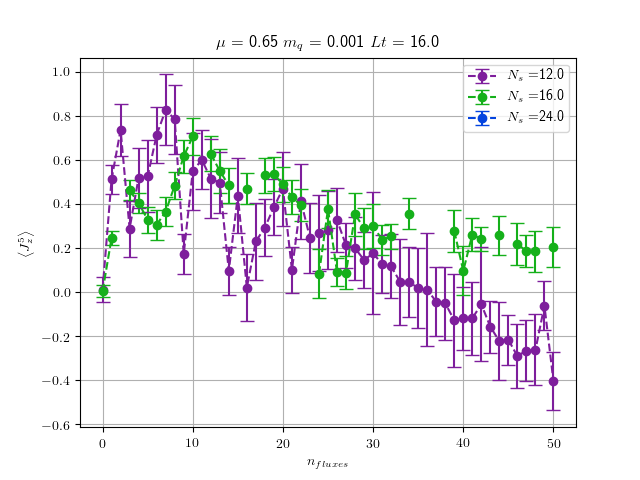 μ = 0.65 m_q = 0.001 Lt = 16.0
N_s =12.0
N_s =16.0
N_s =24.0
⟨J_z^5⟩
1.0
0.8
0.6
0.4
0.2
0.0
−0.2
−0.4
−0.6
0 10 20 30 40 50
n_{fluxes}